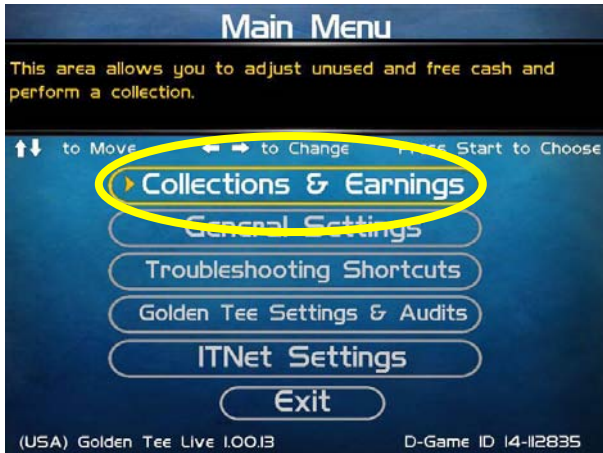 Main Menu
This area allows you to adjust unused and free cash and
perform a collection.
↑↓ to Move ← → to Change Press Start to Choose
Collections & Earnings
General Settings
Troubleshooting Shortcuts
Golden Tee Settings & Audits
ITNet Settings
Exit
(USA) Golden Tee Live 1.00.13 D-Game ID 14-112835